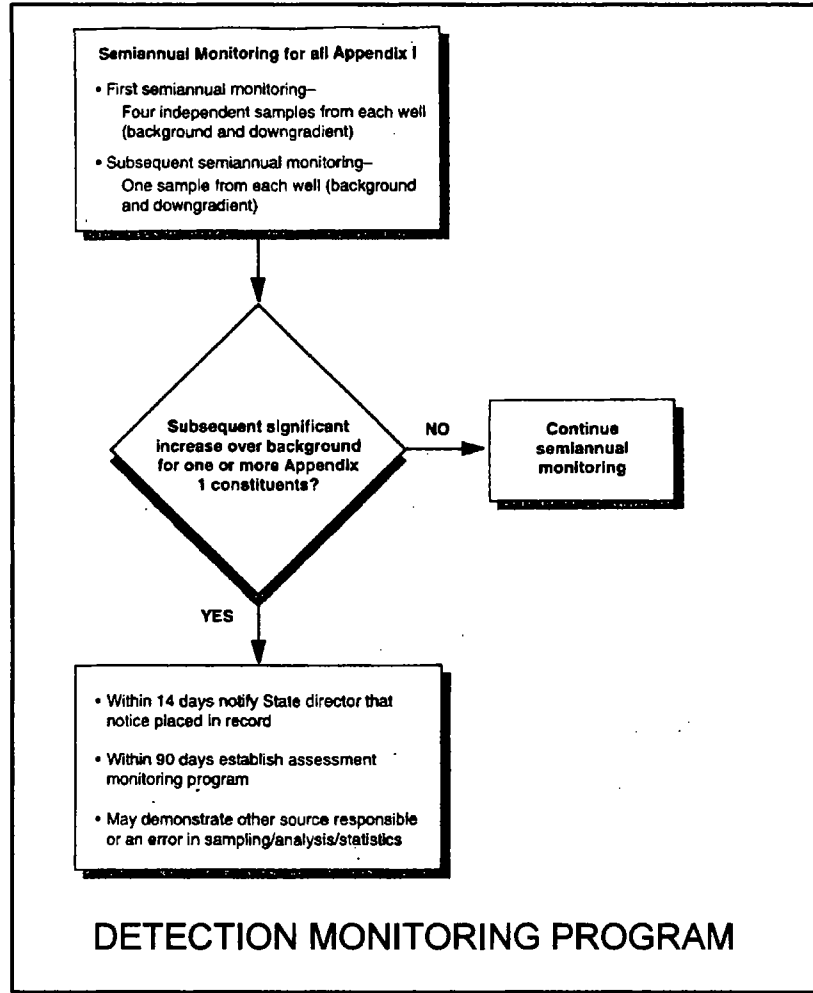 Semiannual Monitoring for all Appendix I
• First semiannual monitoring–
Four independent samples from each well
(background and downgradient)
• Subsequent semiannual monitoring–
One sample from each well (background
and downgradient)
Subsequent significant
increase over background
for one or more Appendix
1 constituents?
NO
Continue
semiannual
monitoring
YES
• Within 14 days notify State director that
notice placed in record
• Within 90 days establish assessment
monitoring program
• May demonstrate other source responsible
or an error in sampling/analysis/statistics
DETECTION MONITORING PROGRAM